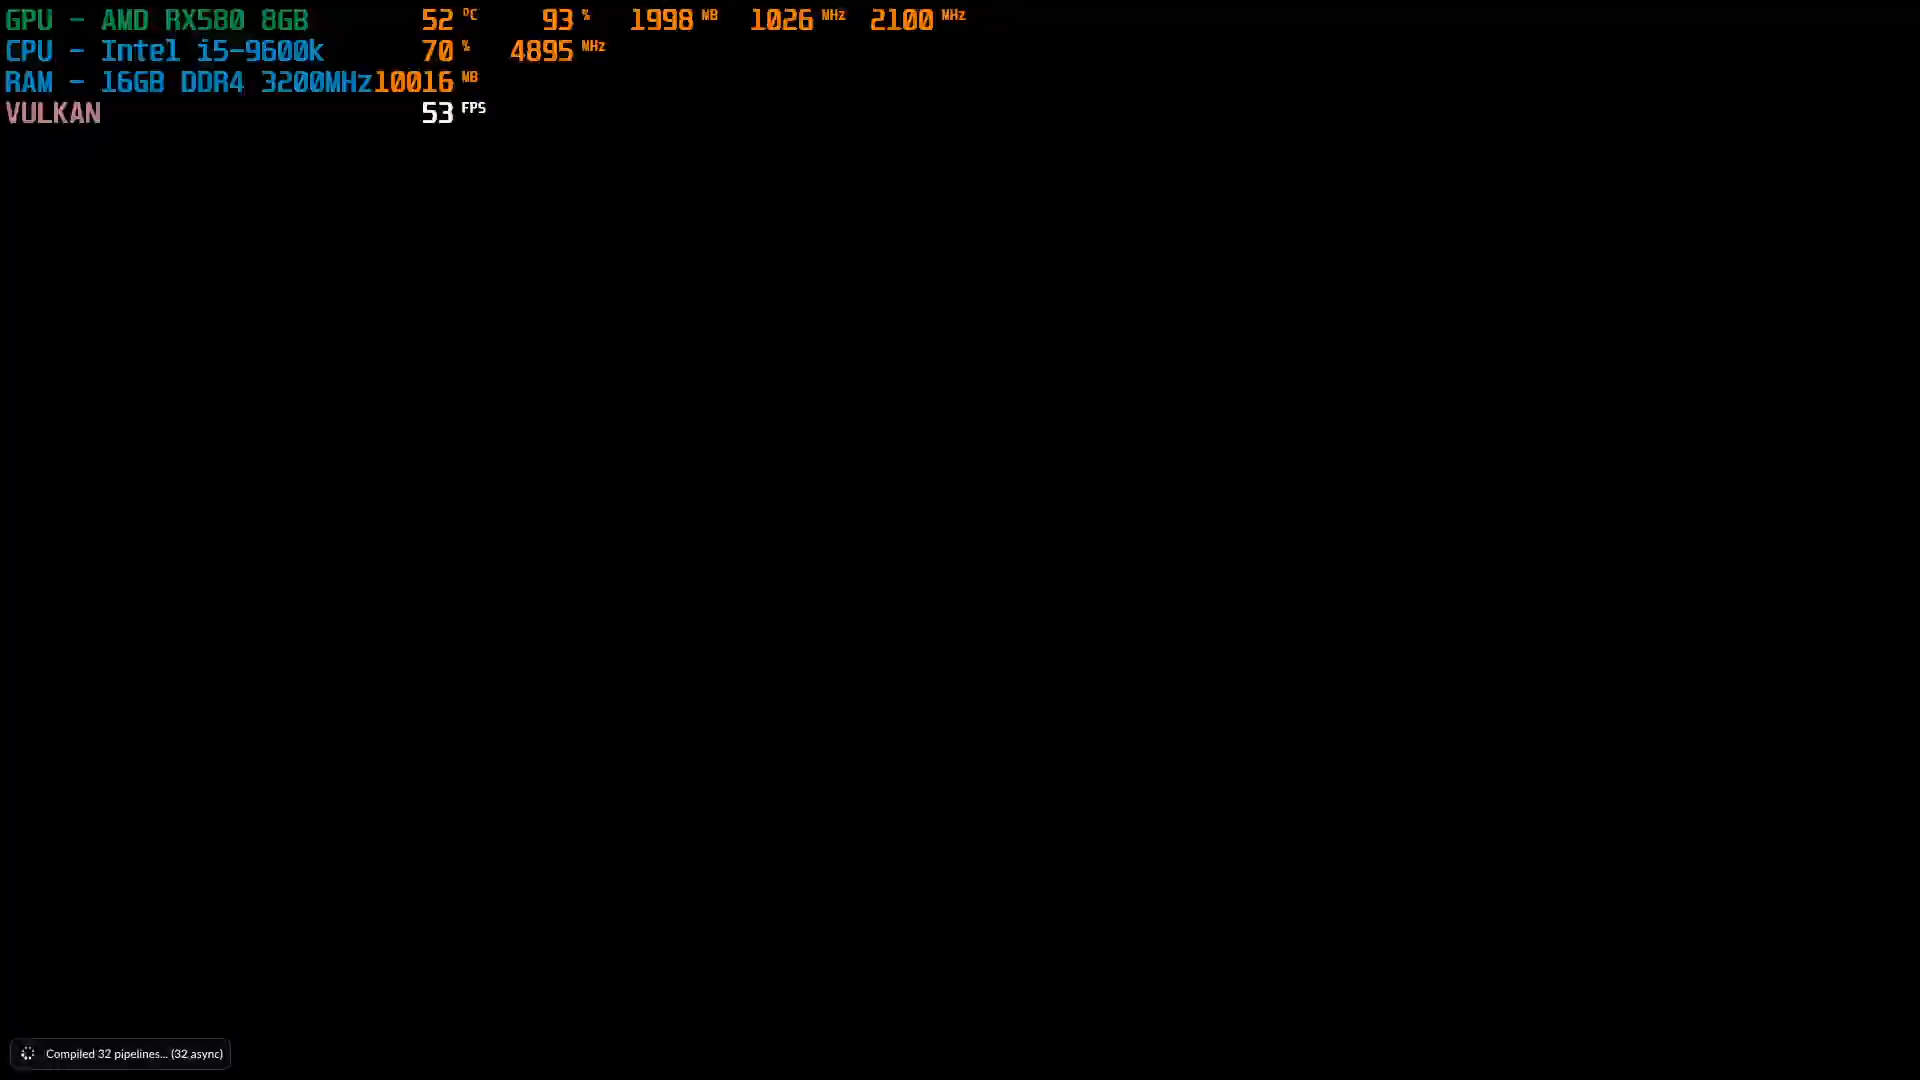 GPU - AMD RX580 8GB 52 °C 93 % 1998 MB 1026 MHz 2100 MHz
CPU - Intel i5-9600k 70 % 4895 MHz
RAM - 16GB DDR4 3200MHz 10016 MB
VULKAN 53 FPS
Compiled 32 pipelines... (32 async)